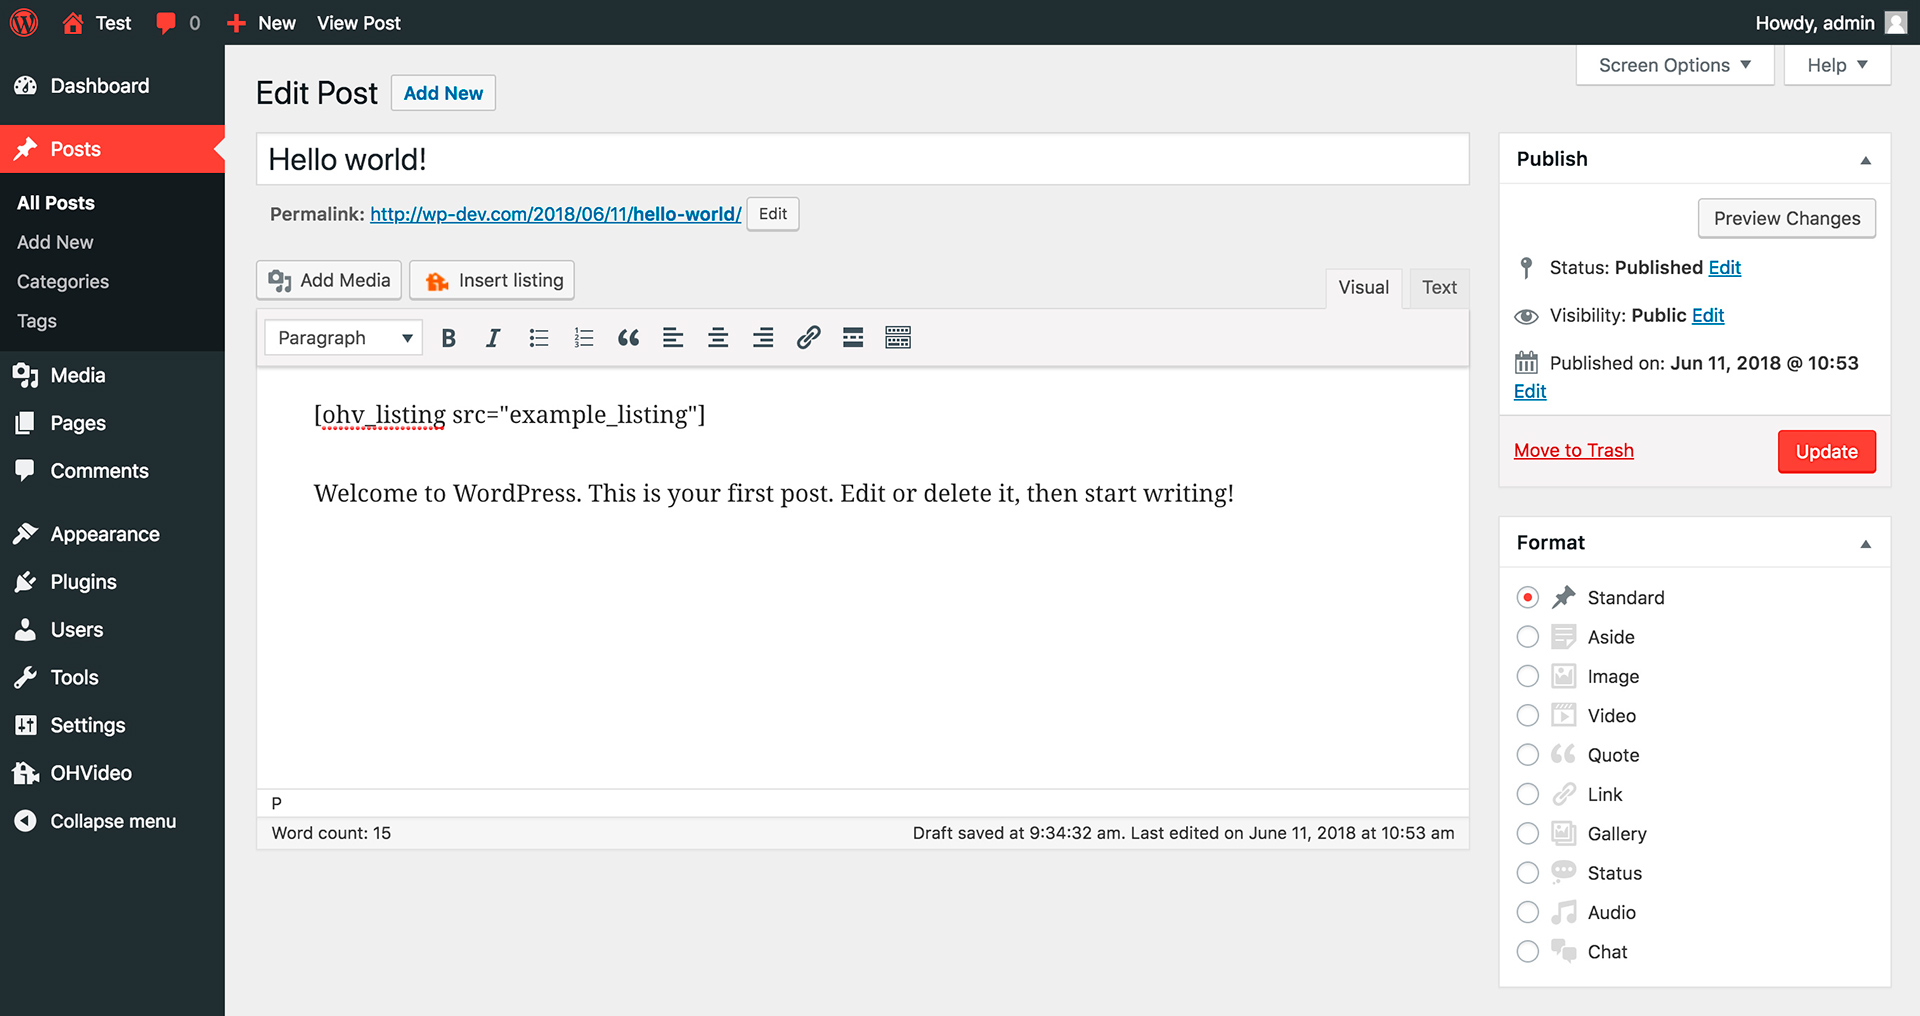 Test 0 New View Post Howdy, admin
Screen Options Help
Dashboard
Posts
All Posts
Add New
Categories
Tags
Media
Pages
Comments
Appearance
Plugins
Users
Tools
Settings
OHVideo
Collapse menu
Edit Post Add New
Hello world!
Permalink: http://wp-dev.com/2018/06/11/hello-world/ Edit
Add Media Insert listing
Visual Text
Paragraph B I
[ohv_listing src="example_listing"]
Welcome to WordPress. This is your first post. Edit or delete it, then start writing!
P
Word count: 15 Draft saved at 9:34:32 am. Last edited on June 11, 2018 at 10:53 am
Publish
Preview Changes
Status: Published Edit
Visibility: Public Edit
Published on: Jun 11, 2018 @ 10:53
Edit
Move to Trash Update
Format
Standard
Aside
Image
Video
Quote
Link
Gallery
Status
Audio
Chat